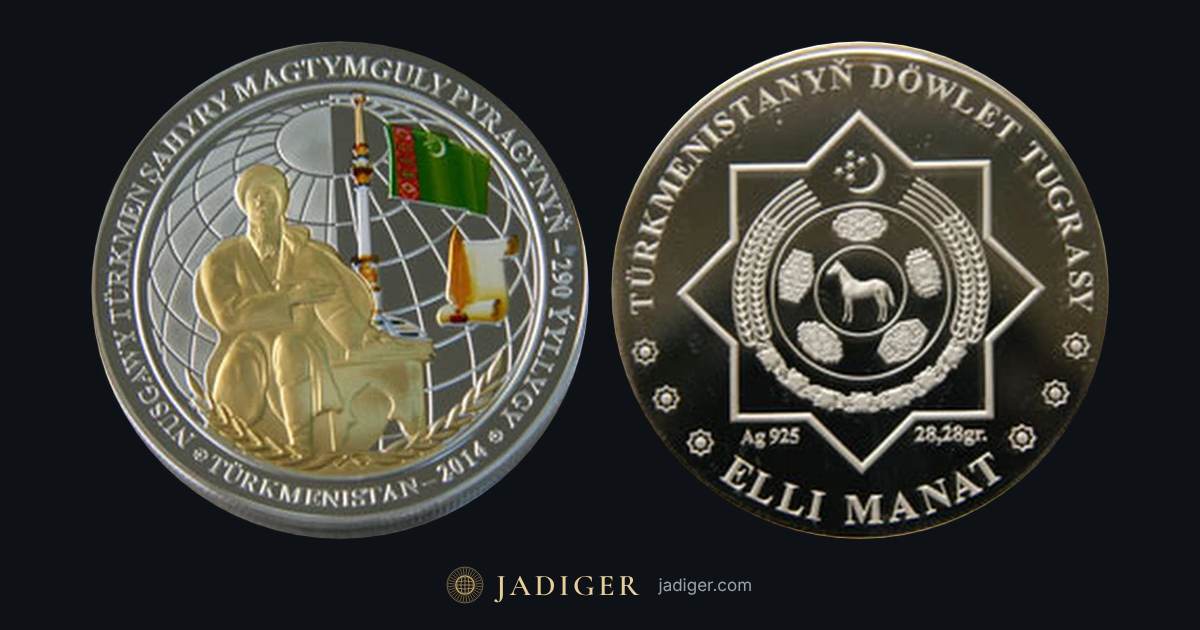 NUSGAWY TÜRKMEN ŞAHYRY MAGTYMGULY PYRAGYNYŇ – 290 ÝYLLYGY
TÜRKMENISTAN – 2014
TÜRKMENISTANYŇ DÖWLET TUGRASY
Ag 925
28,28gr.
ELLI MANAT
JADIGER
jadiger.com